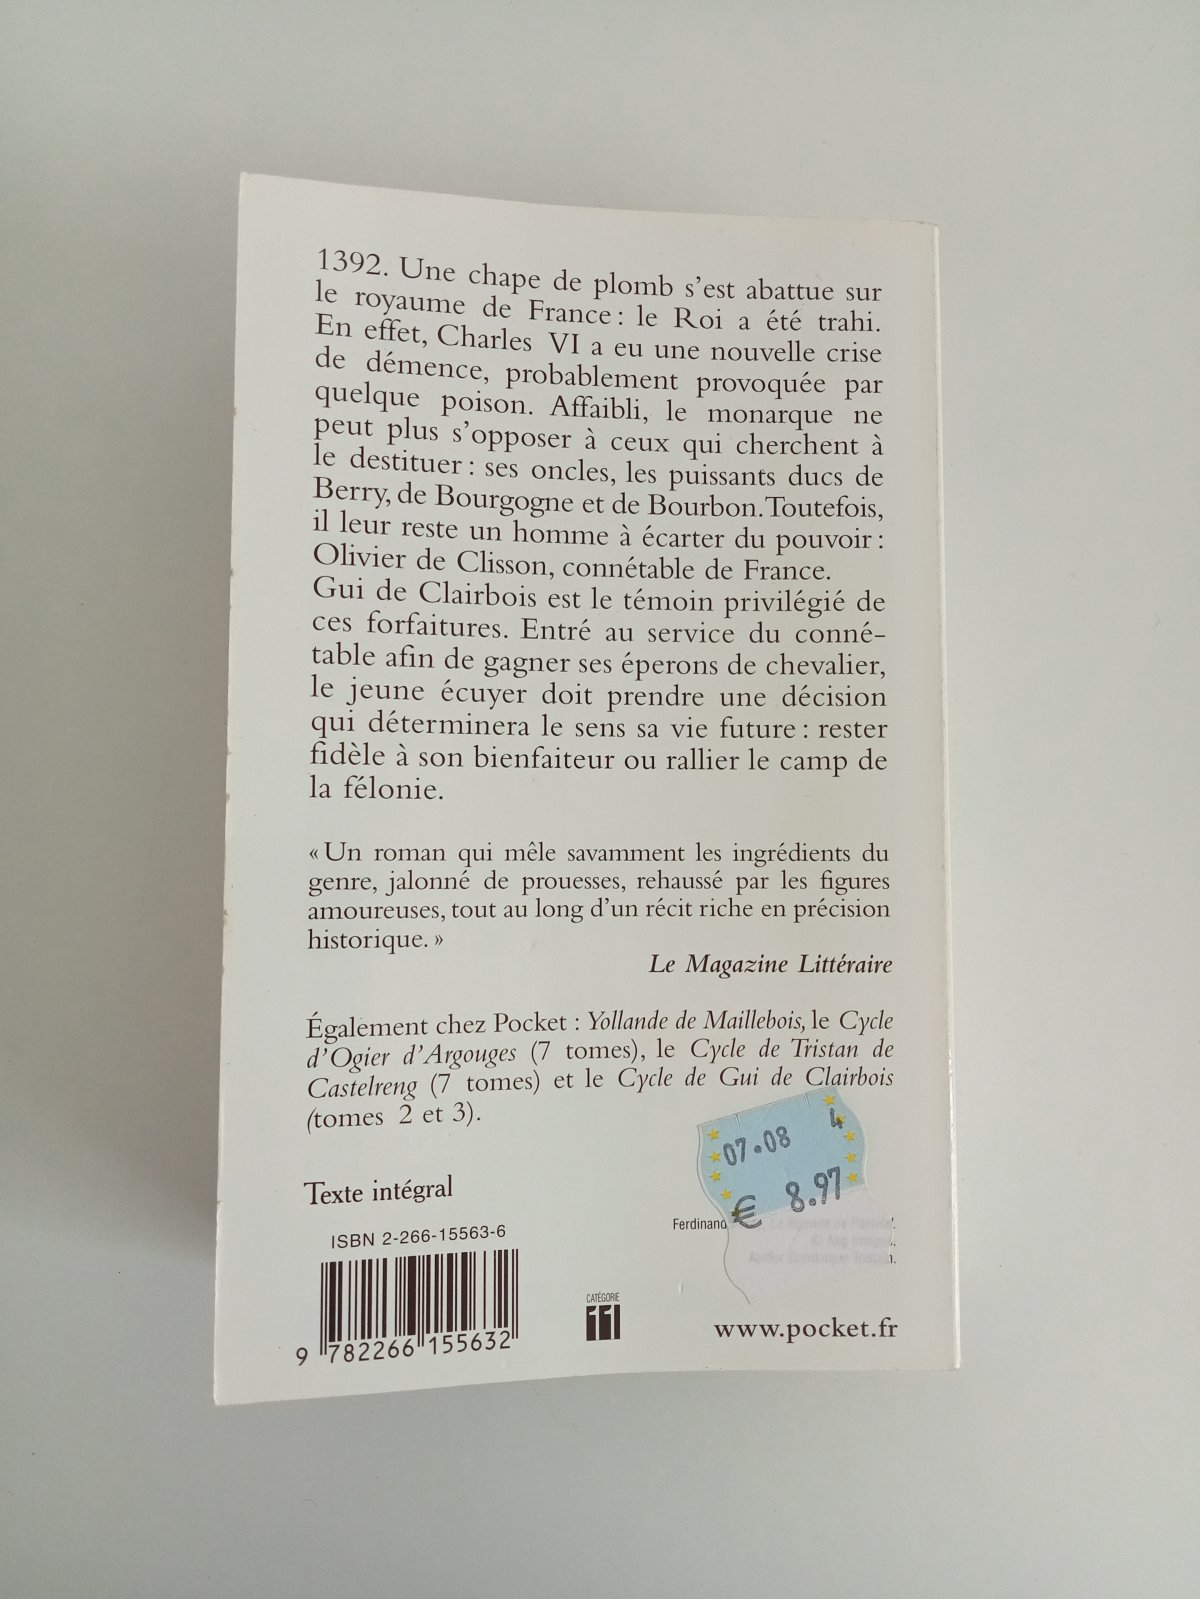 1392. Une chape de plomb s'est abattue sur
le royaume de France : le Roi a été trahi.
En effet, Charles VI a eu une nouvelle crise
de démence, probablement provoquée par
quelque poison. Affaibli, le monarque ne
peut plus s'opposer à ceux qui cherchent à
le destituer : ses oncles, les puissants ducs de
Berry, de Bourgogne et de Bourbon. Toutefois,
il leur reste un homme à écarter du pouvoir :
Olivier de Clisson, connétable de France.
Gui de Clairbois est le témoin privilégié de
ces forfaitures. Entré au service du conné-
table afin de gagner ses éperons de chevalier,
le jeune écuyer doit prendre une décision
qui déterminera le sens sa vie future : rester
fidèle à son bienfaiteur ou rallier le camp de
la félonie.
« Un roman qui mêle savamment les ingrédients du
genre, jalonné de prouesses, rehaussé par les figures
amoureuses, tout au long d'un récit riche en précision
historique. »
Le Magazine Littéraire
Également chez Pocket : Yollande de Maillebois, le Cycle
d'Ogier d'Argouges (7 tomes), le Cycle de Tristan de
Castelreng (7 tomes) et le Cycle de Gui de Clairbois
(tomes 2 et 3).
07.08 4
€ 8.97
Texte intégral
Ferdinand
ISBN 2-266-15563-6
9 782266 155632
CATÉGORIE
11
www.pocket.fr